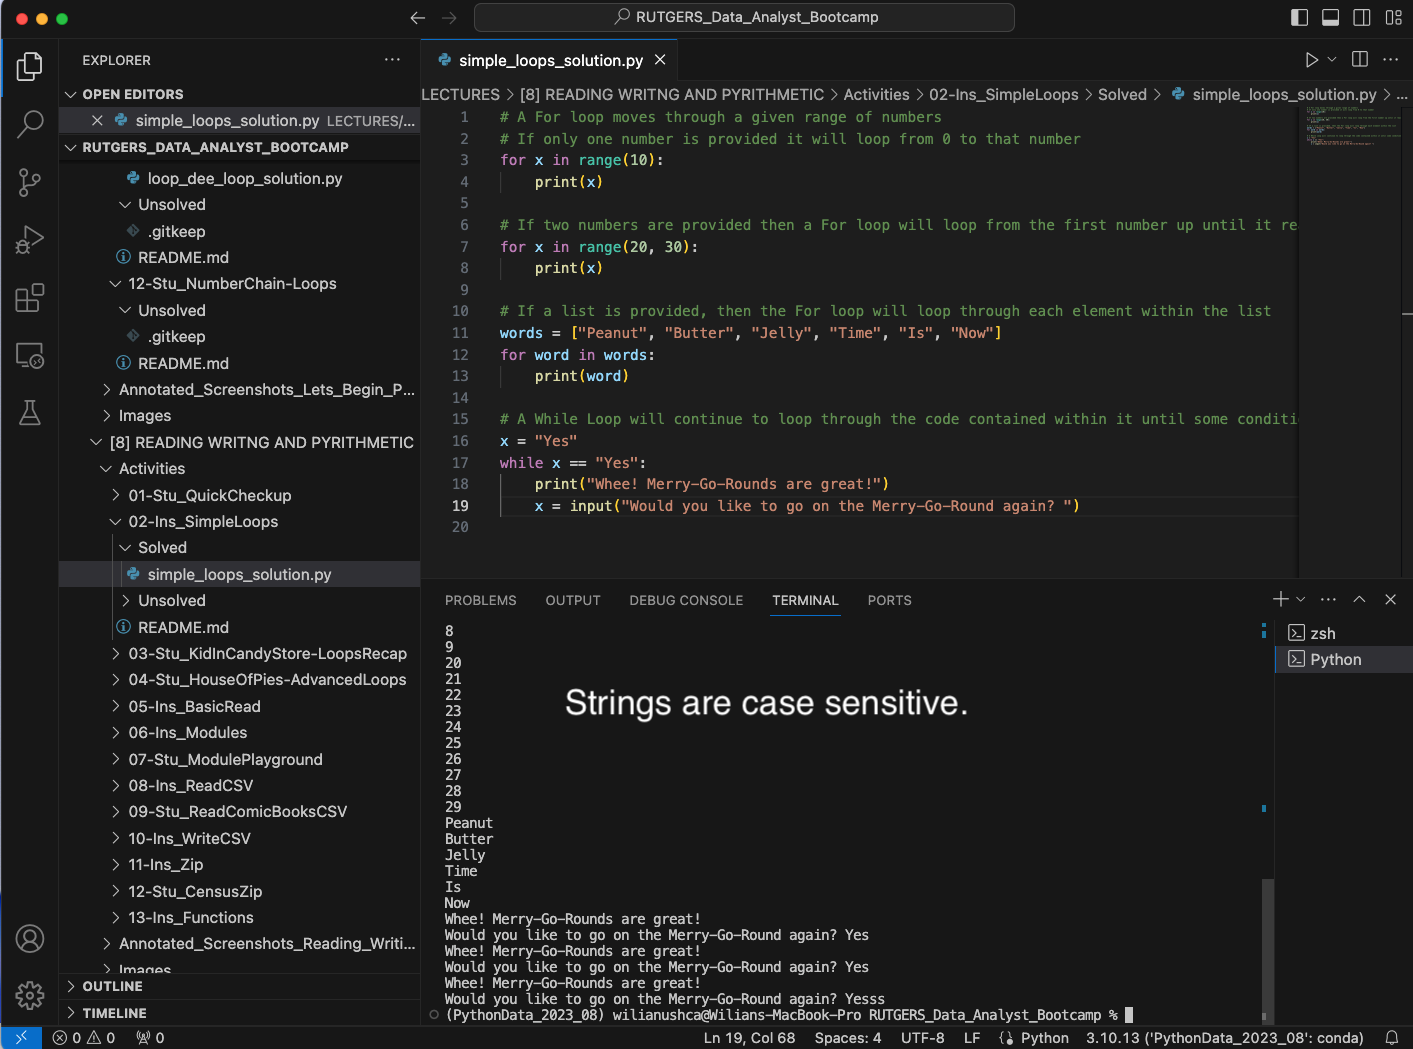 RUTGERS_Data_Analyst_Bootcamp
EXPLORER
OPEN EDITORS
simple_loops_solution.py LECTURES/...
RUTGERS_DATA_ANALYST_BOOTCAMP
loop_dee_loop_solution.py
Unsolved
.gitkeep
README.md
12-Stu_NumberChain-Loops
Unsolved
.gitkeep
README.md
Annotated_Screenshots_Lets_Begin_P...
Images
[8] READING WRITNG AND PYRITHMETIC
Activities
01-Stu_QuickCheckup
02-Ins_SimpleLoops
Solved
simple_loops_solution.py
Unsolved
README.md
03-Stu_KidInCandyStore-LoopsRecap
04-Stu_HouseOfPies-AdvancedLoops
05-Ins_BasicRead
06-Ins_Modules
07-Stu_ModulePlayground
08-Ins_ReadCSV
09-Stu_ReadComicBooksCSV
10-Ins_WriteCSV
11-Ins_Zip
12-Stu_CensusZip
13-Ins_Functions
Annotated_Screenshots_Reading_Writi...
Images
OUTLINE
TIMELINE
simple_loops_solution.py
LECTURES > [8] READING WRITNG AND PYRITHMETIC > Activities > 02-Ins_SimpleLoops > Solved > simple_loops_solution.py > ...
1 # A For loop moves through a given range of numbers
2 # If only one number is provided it will loop from 0 to that number
3 for x in range(10):
4 print(x)
5
6 # If two numbers are provided then a For loop will loop from the first number up until it re
7 for x in range(20, 30):
8 print(x)
9
10 # If a list is provided, then the For loop will loop through each element within the list
11 words = ["Peanut", "Butter", "Jelly", "Time", "Is", "Now"]
12 for word in words:
13 print(word)
14
15 # A While Loop will continue to loop through the code contained within it until some conditi
16 x = "Yes"
17 while x == "Yes":
18 print("Whee! Merry-Go-Rounds are great!")
19 x = input("Would you like to go on the Merry-Go-Round again? ")
20
PROBLEMS OUTPUT DEBUG CONSOLE TERMINAL PORTS
8
9
20
21
22
23
24
25
26
27
28
29
Peanut
Butter
Jelly
Time
Is
Now
Whee! Merry-Go-Rounds are great!
Would you like to go on the Merry-Go-Round again? Yes
Whee! Merry-Go-Rounds are great!
Would you like to go on the Merry-Go-Round again? Yes
Whee! Merry-Go-Rounds are great!
Would you like to go on the Merry-Go-Round again? Yesss
(PythonData_2023_08) wilianushca@Wilians-MacBook-Pro RUTGERS_Data_Analyst_Bootcamp %
Strings are case sensitive.
zsh
Python
0 0 0 Ln 19, Col 68 Spaces: 4 UTF-8 LF Python 3.10.13 ('PythonData_2023_08': conda)